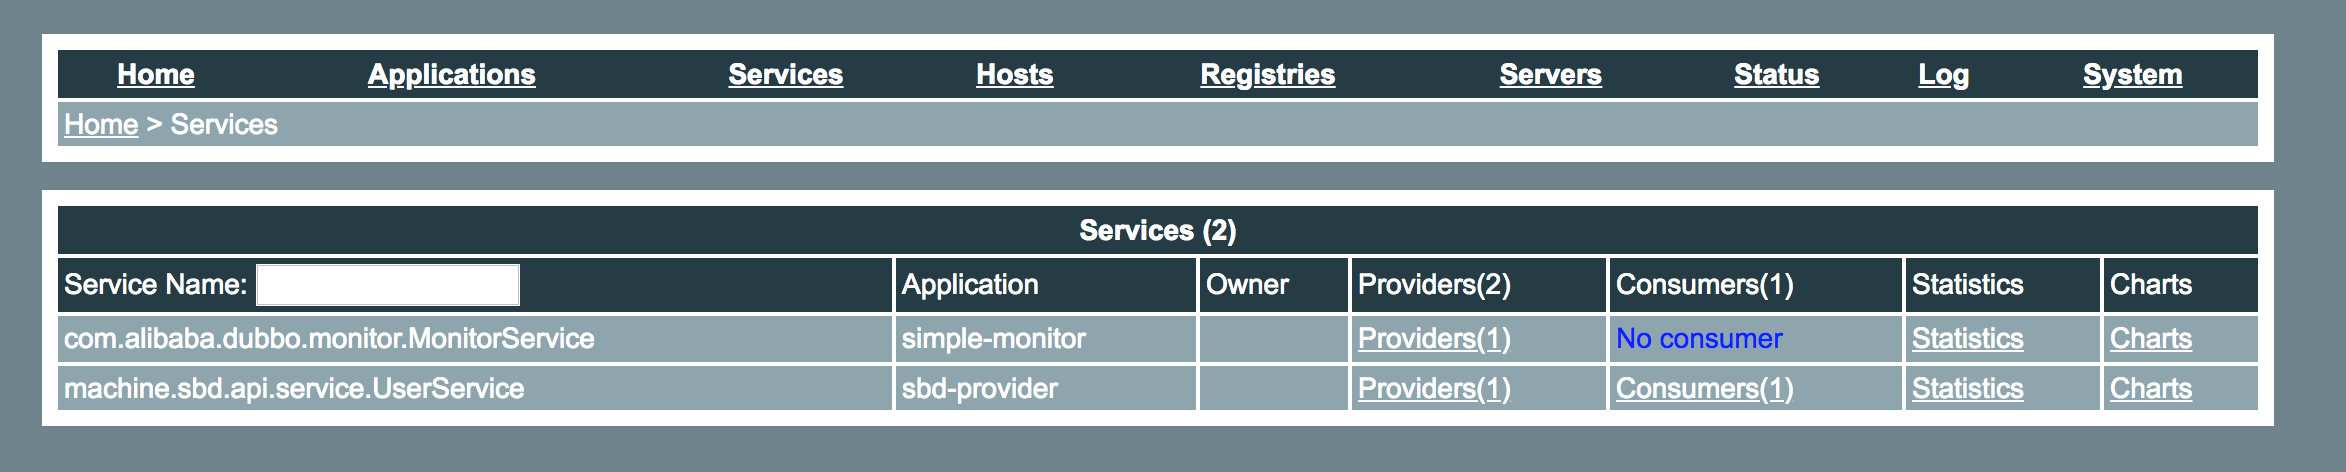 Home Applications Services Hosts Registries Servers Status Log System
Home > Services
Services (2)
Service Name: Application Owner Providers(2) Consumers(1) Statistics Charts
com.alibaba.dubbo.monitor.MonitorService simple-monitor Providers(1) No consumer Statistics Charts
machine.sbd.api.service.UserService sbd-provider Providers(1) Consumers(1) Statistics Charts